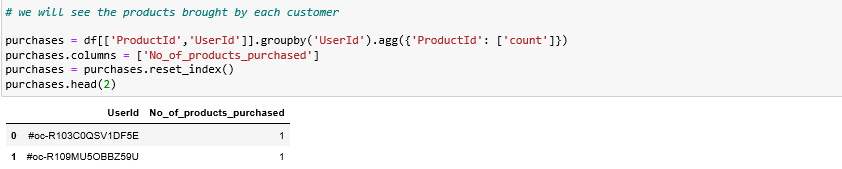 # we will see the products brought by each customer
purchases = df[['ProductId','UserId']].groupby('UserId').agg({'ProductId': ['count']})
purchases.columns = ['No_of_products_purchased']
purchases = purchases.reset_index()
purchases.head(2)
UserId No_of_products_purchased
0 #oc-R103C0QSV1DF5E 1
1 #oc-R109MU5OBBZ59U 1